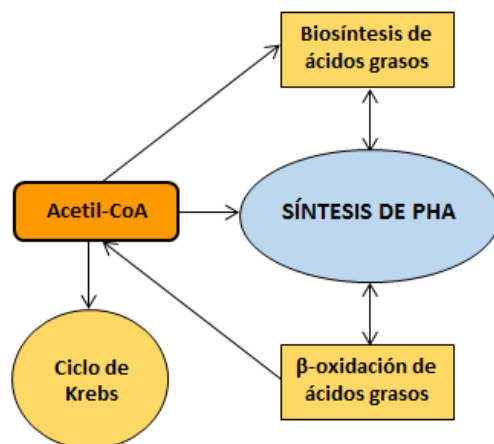 Biosíntesis de
ácidos grasos
Acetil-CoA
SÍNTESIS DE PHA
Ciclo de
Krebs
β-oxidación de
ácidos grasos